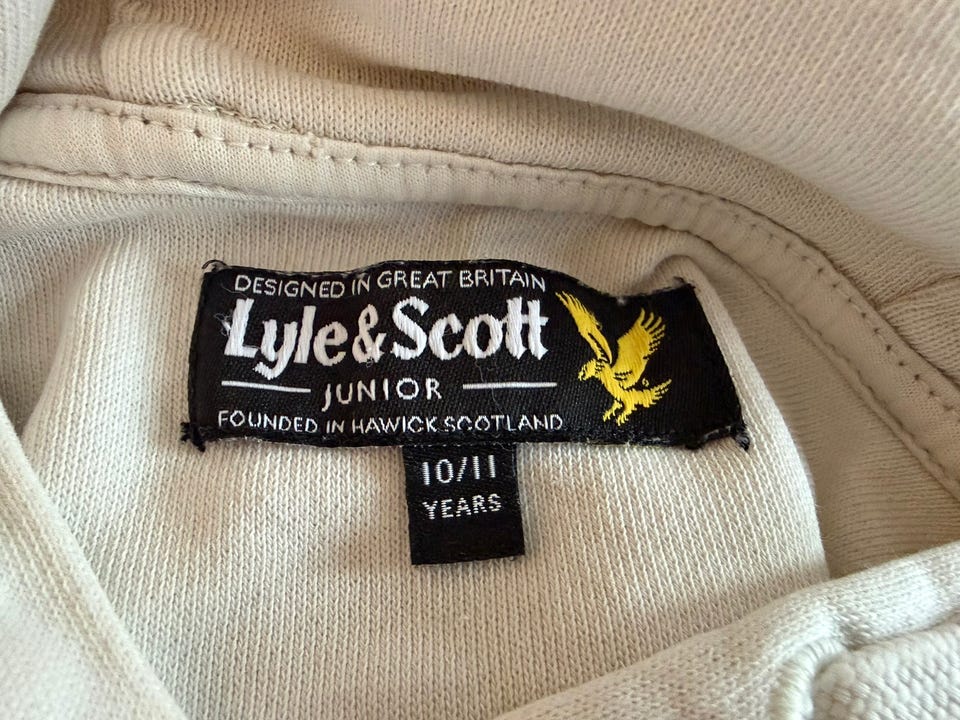 DESIGNED IN GREAT BRITAIN
Lyle&Scott
JUNIOR
FOUNDED IN HAWICK SCOTLAND
10/11
YEARS